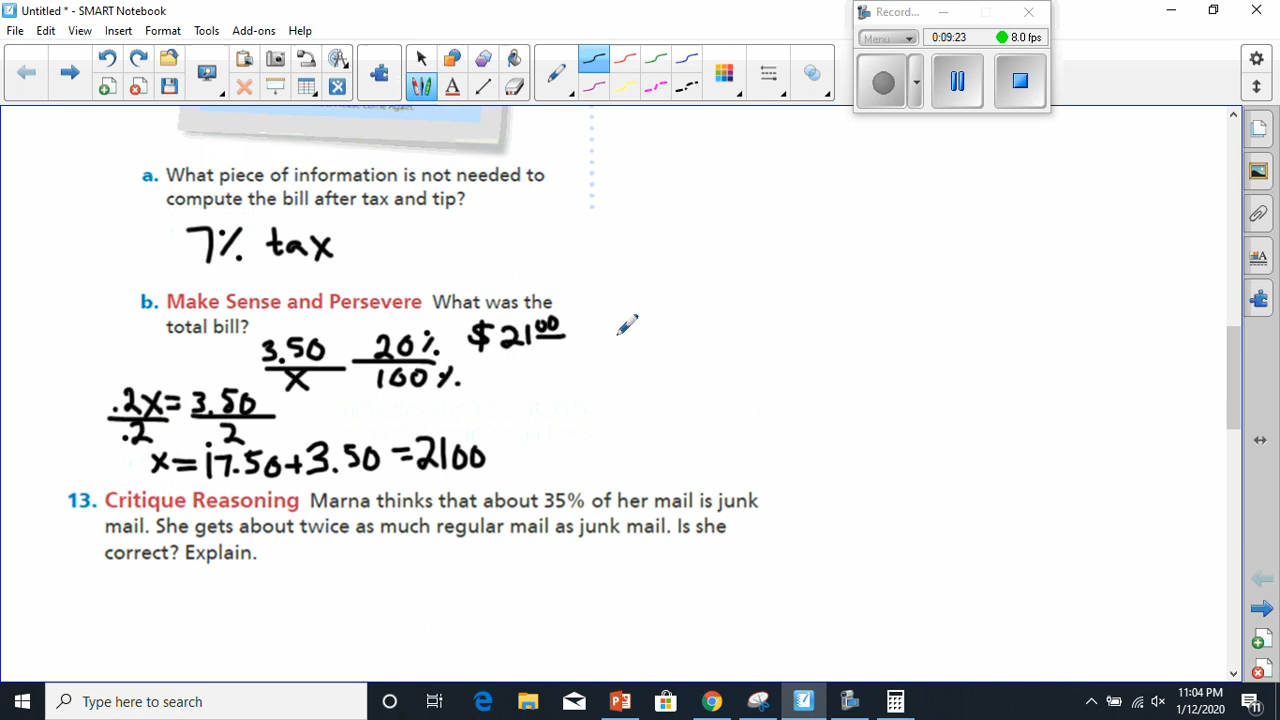 Untitled * - SMART Notebook
Record...
File Edit View Insert Format Tools Add-ons Help
Menu 0:09:23 8.0 fps
Come Again.
a. What piece of information is not needed to
compute the bill after tax and tip?
7% tax
b. Make Sense and Persevere What was the
total bill?
$2100
3.50 20%
x 100%
.2x = 3.50
.2 2
x = 17.50 + 3.50 = 2100
13. Critique Reasoning Marna thinks that about 35% of her mail is junk
mail. She gets about twice as much regular mail as junk mail. Is she
correct? Explain.
Type here to search
11:04 PM
1/12/2020